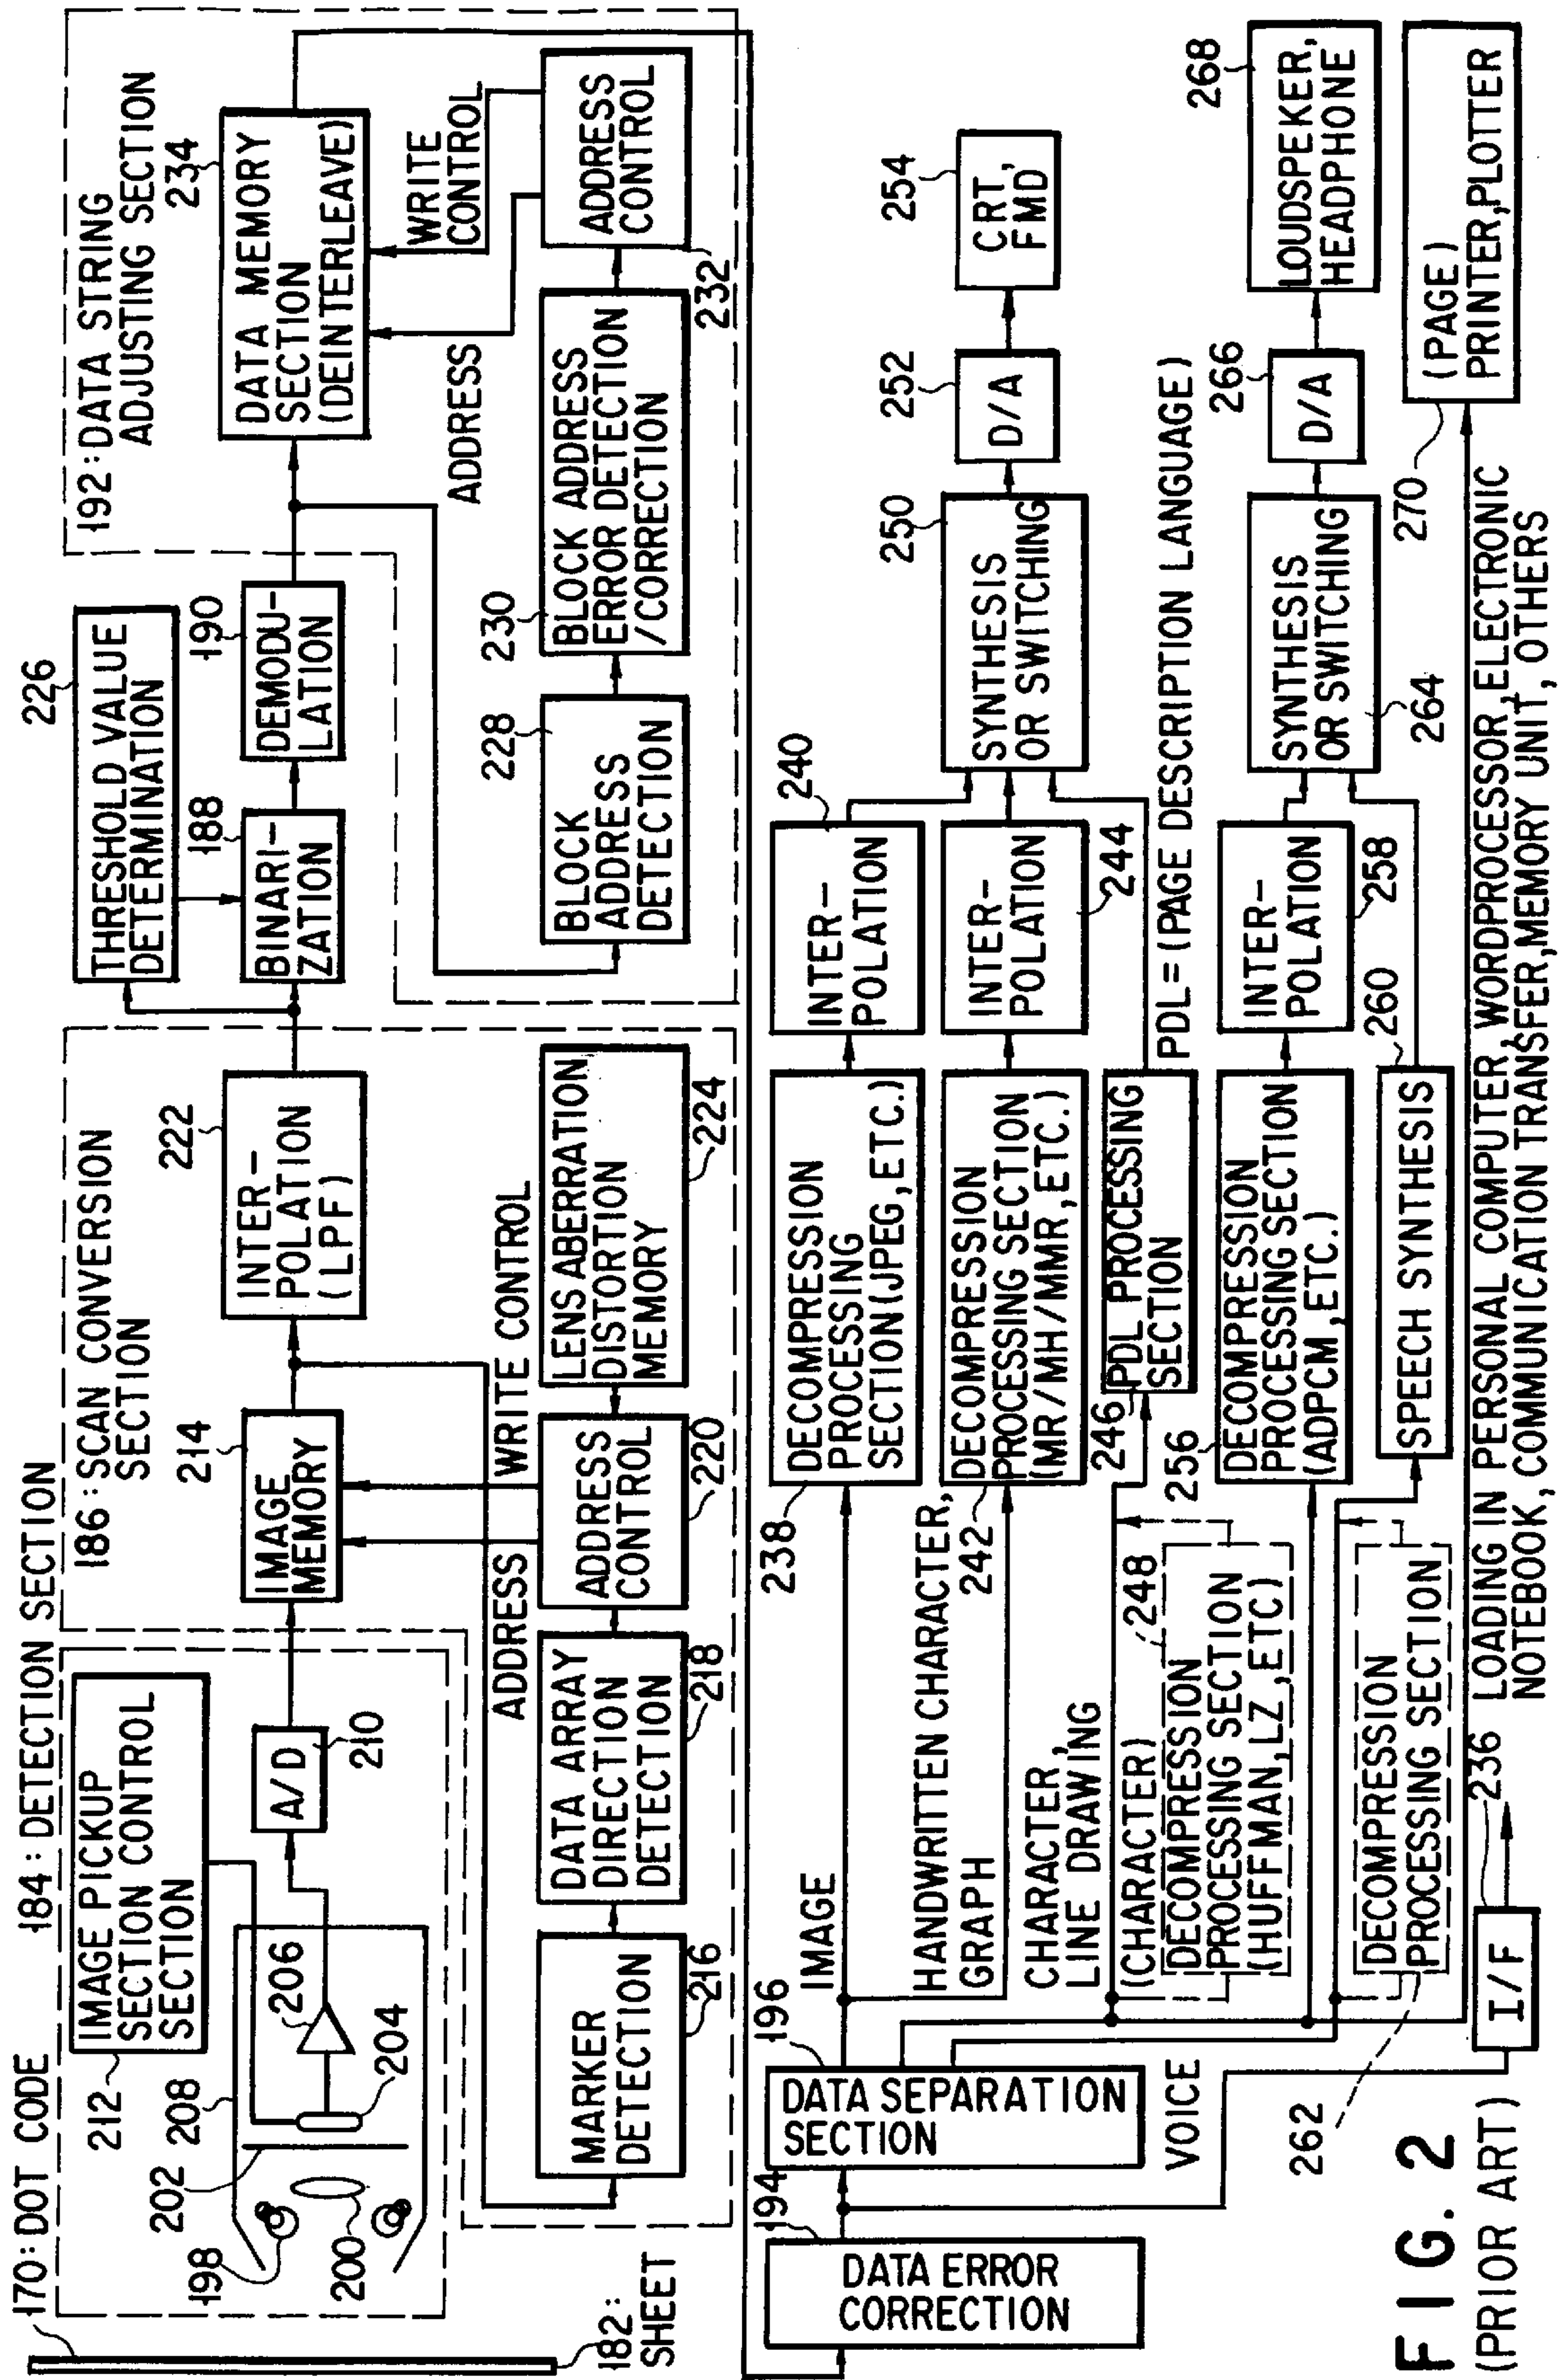 170:DOT CODE
184:DETECTION SECTION
212
IMAGE PICKUP
SECTION CONTROL
SECTION
208
202
198
200
206
204
A/D
210
182:
SHEET
186:SCAN CONVERSION
SECTION
214
IMAGE
MEMORY
222
INTER-
POLATION
(LPF)
ADDRESS
WRITE CONTROL
MARKER
DETECTION
216
DATA ARRAY
DIRECTION
DETECTION
218
ADDRESS
CONTROL
220
LENS ABERRATION
DISTORTION
MEMORY
224
226
THRESHOLD VALUE
DETERMINATION
188
BINARI-
ZATION
190
DEMODU-
LATION
192:DATA STRING
ADJUSTING SECTION
234
DATA MEMORY
SECTION
(DEINTERLEAVE)
ADDRESS
WRITE
CONTROL
228
BLOCK
ADDRESS
DETECTION
230
BLOCK ADDRESS
ERROR DETECTION
/CORRECTION
232
ADDRESS
CONTROL
194
DATA ERROR
CORRECTION
196
DATA SEPARATION
SECTION
IMAGE
238
DECOMPRESSION
PROCESSING
SECTION(JPEG,ETC.)
240
INTER-
POLATION
HANDWRITTEN CHARACTER,
GRAPH
242
DECOMPRESSION
PROCESSING SECTION
(MR/MH/MMR,ETC.)
INTER-
POLATION
244
CHARACTER,
LINE DRAWING
246
PDL PROCESSING
SECTION
PDL=(PAGE DESCRIPTION LANGUAGE)
(CHARACTER)
248
DECOMPRESSION
PROCESSING SECTION
(HUFFMAN,LZ,ETC)
250
SYNTHESIS
OR SWITCHING
252
D/A
254
CRT,
FMD
VOICE
256
DECOMPRESSION
PROCESSING SECTION
(ADPCM,ETC.)
INTER-
POLATION
258
260
SPEECH SYNTHESIS
262
DECOMPRESSION
PROCESSING SECTION
SYNTHESIS
OR SWITCHING
264
266
D/A
268
LOUDSPEKER,
HEADPHONE
270
(PAGE)
PRINTER,PLOTTER
I/F
236
LOADING IN PERSONAL COMPUTER,WORDPROCESSOR,ELECTRONIC
NOTEBOOK,COMMUNICATION TRANSFER,MEMORY UNIT,OTHERS
FIG. 2
(PRIOR ART)